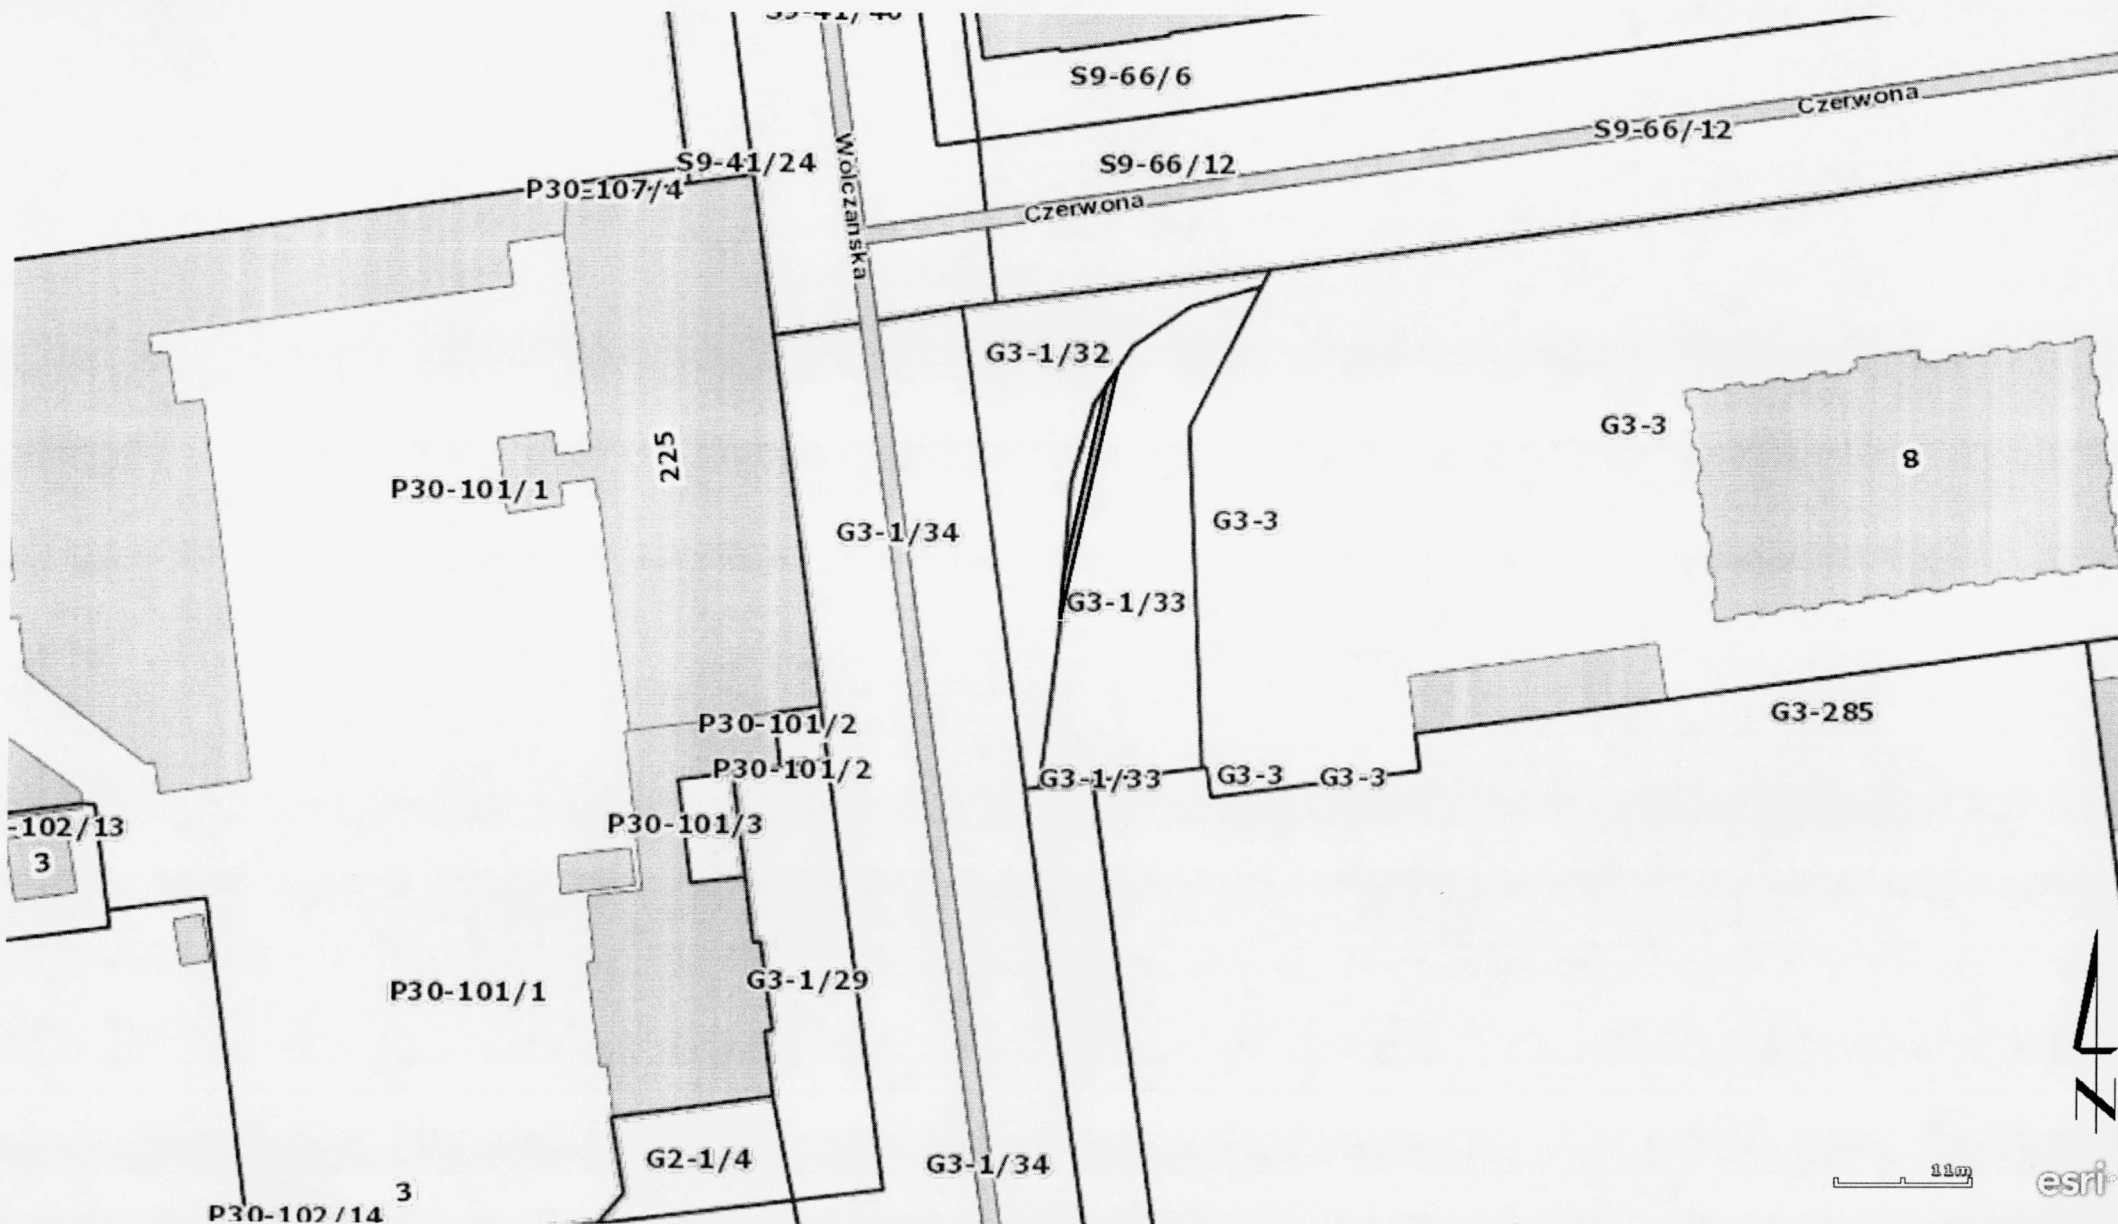 S9-41/40
S9-66/6
Czerwona
S9-66/12
S9-41/24
S9-66/12
P30-107/4
Wólczańska
Czerwona
G3-1/32
G3-3
225
8
P30-101/1
G3-3
G3-1/34
G3-1/33
G3-285
P30-101/2
P30-101/2
G3-1/33
G3-3
G3-3
P30-101/3
-102/13
3
G3-1/29
P30-101/1
N
G2-1/4
G3-1/34
11m
esri
3
P30-102/14